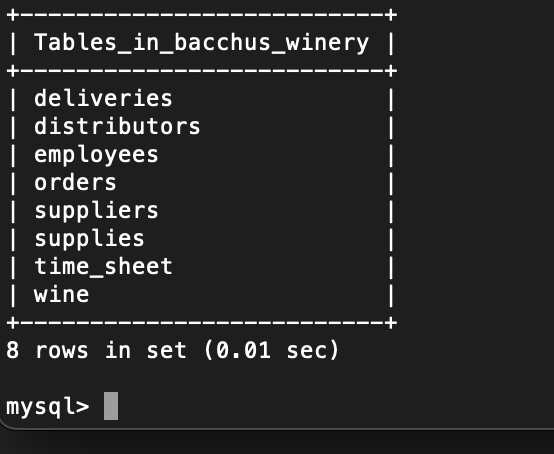 +--------------------------+
| Tables_in_bacchus_winery |
+--------------------------+
| deliveries               |
| distributors             |
| employees                |
| orders                   |
| suppliers                |
| supplies                 |
| time_sheet               |
| wine                     |
+--------------------------+
8 rows in set (0.01 sec)
mysql>